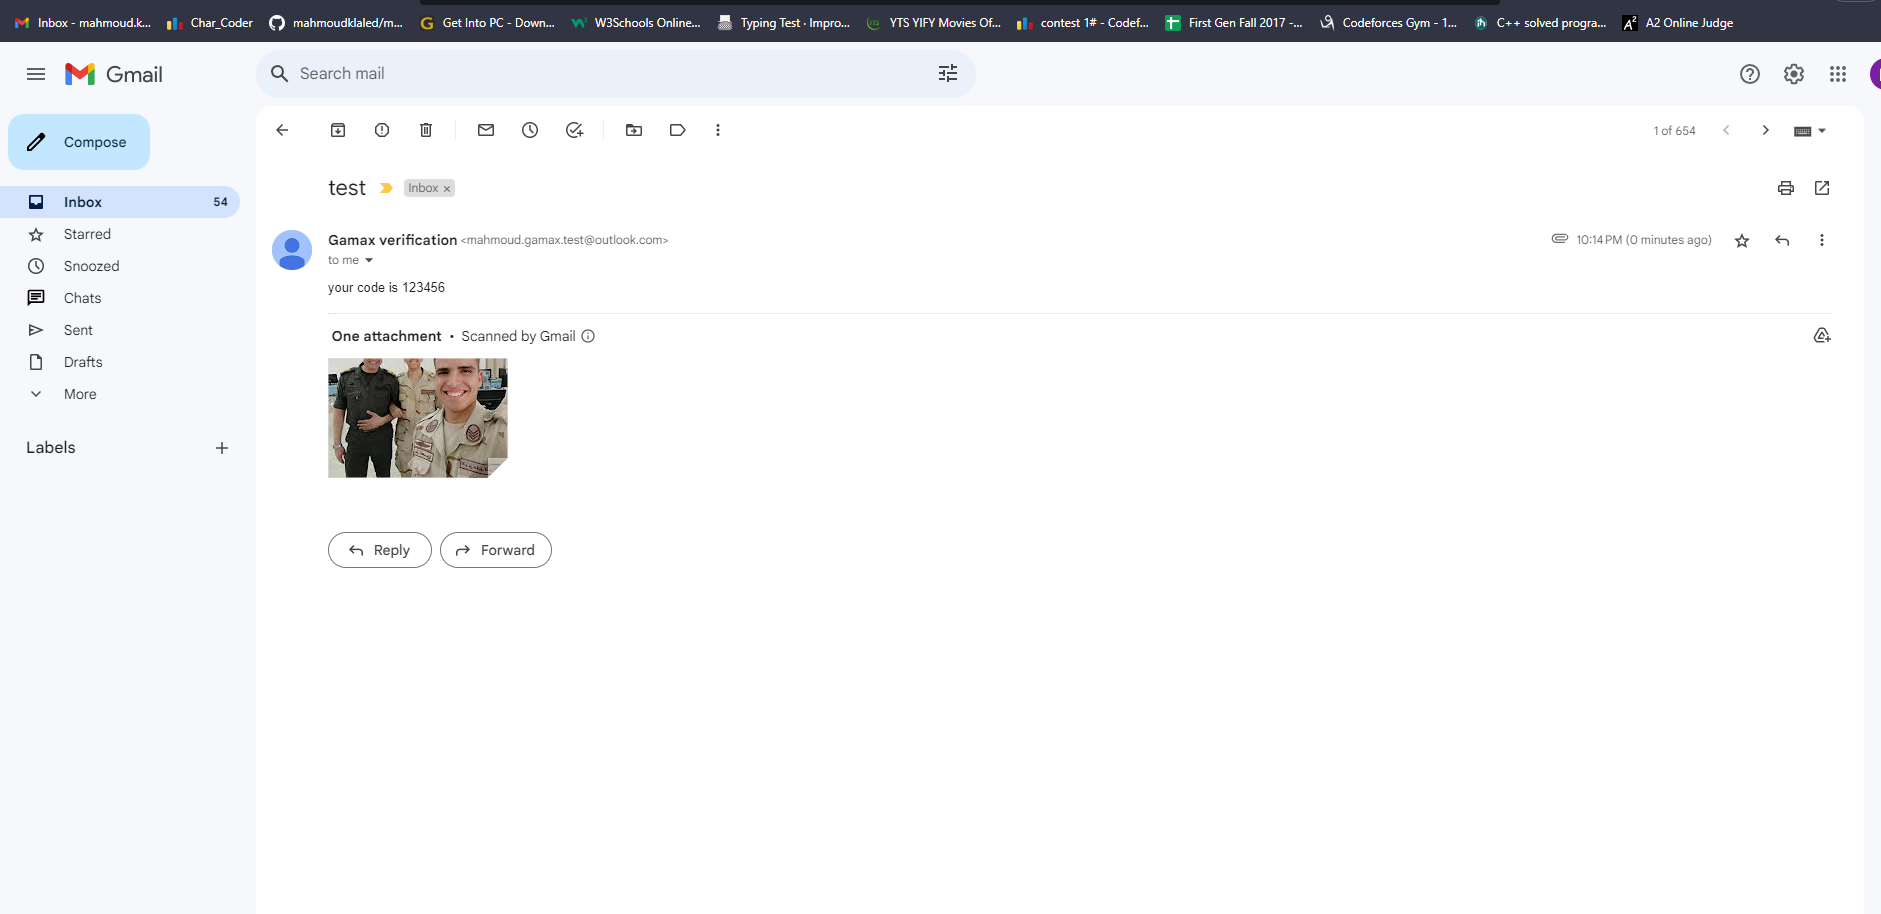 Inbox - mahmoud.k... Char_Coder mahmoudklaled/m... Get Into PC - Down... W3Schools Online... Typing Test · Impro... YTS YIFY Movies Of... contest 1# - Codef... First Gen Fall 2017 -... Codeforces Gym - 1... C++ solved progra... A2 Online Judge
Gmail
Search mail
Compose
1 of 654
test Inbox ×
Inbox 54
Starred
Snoozed
Chats
Sent
Drafts
More
Labels
Gamax verification <mahmoud.gamax.test@outlook.com>
10:14 PM (0 minutes ago)
to me
your code is 123456
One attachment • Scanned by Gmail
Reply
Forward